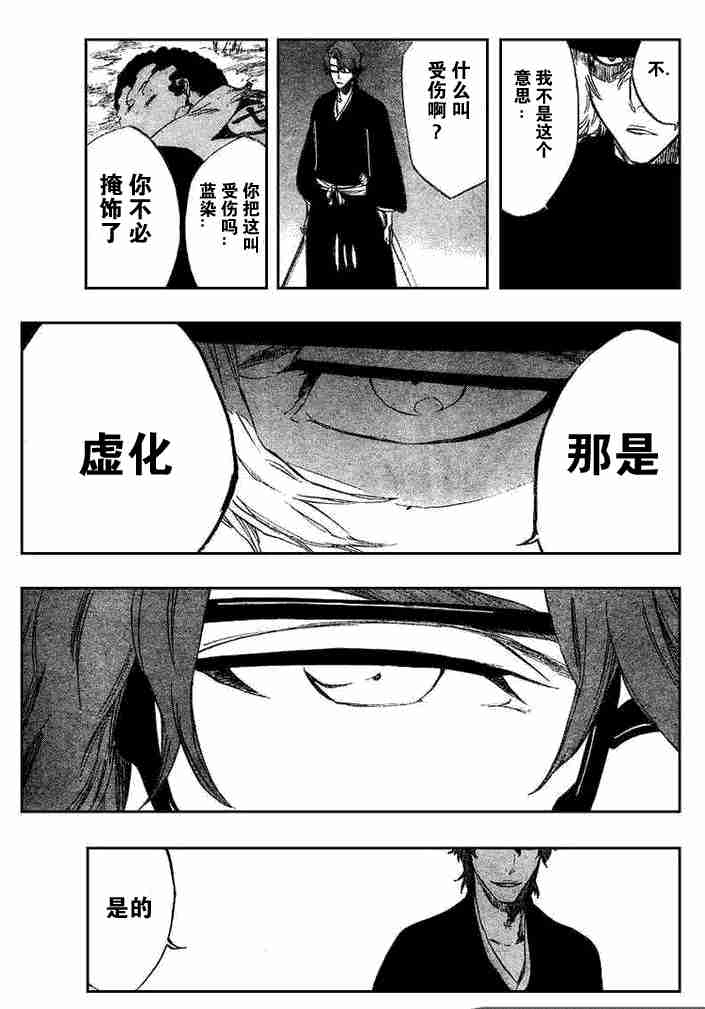 不.
我不是这个
意思：
什么叫
受伤啊？
你把这叫
受伤吗…
蓝染…
你不必
掩饰了
那是
虚化
是的